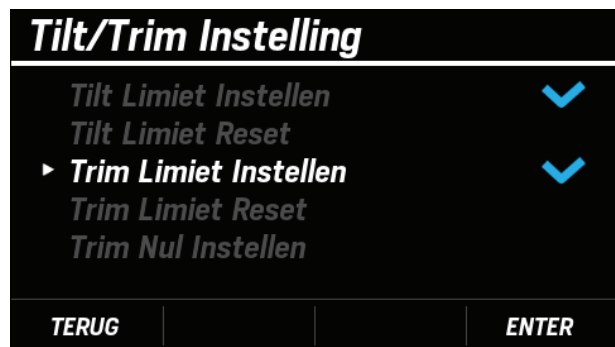 Tilt/Trim Instelling
Tilt Limiet Instellen
Tilt Limiet Reset
Trim Limiet Instellen
Trim Limiet Reset
Trim Nul Instellen
TERUG ENTER